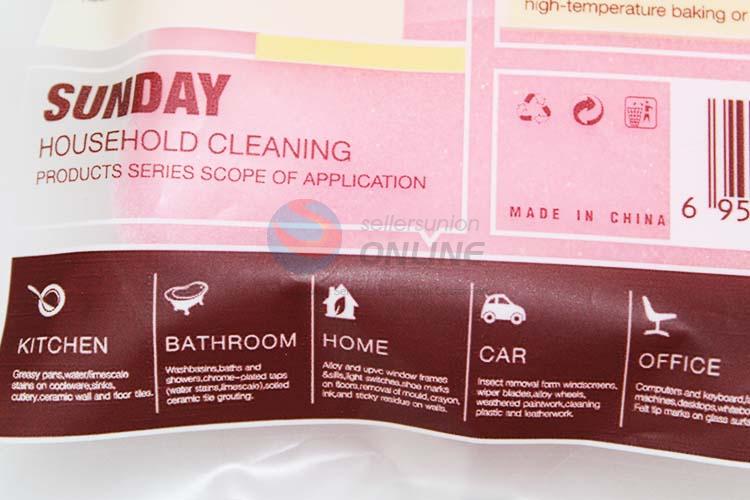 high-temperature baking or
SUNDAY
HOUSEHOLD CLEANING
PRODUCTS SERIES SCOPE OF APPLICATION
MADE IN CHINA
6 95
sellersunion
ONLINE
KITCHEN
Greasy pans,water/limescale
stains on cookware,sinks,
cutlery,ceramic wall and floor tiles.
BATHROOM
Washbasins,baths and
showers,chrome-plated taps
(water stains,limescale),soiled
ceramic tile grouting.
HOME
Alloy and upvc window frames
&sills,light switches,shoe marks
on floors,removal of mould,crayon,
ink,and sticky residue on walls.
CAR
Insect removal form windscreens,
wiper blades,alloy wheels,
weathered paintwork,cleaning
plastic and leatherwork.
OFFICE
Computers and keyboard,
machines,desktops,
Felt tip marks on glass